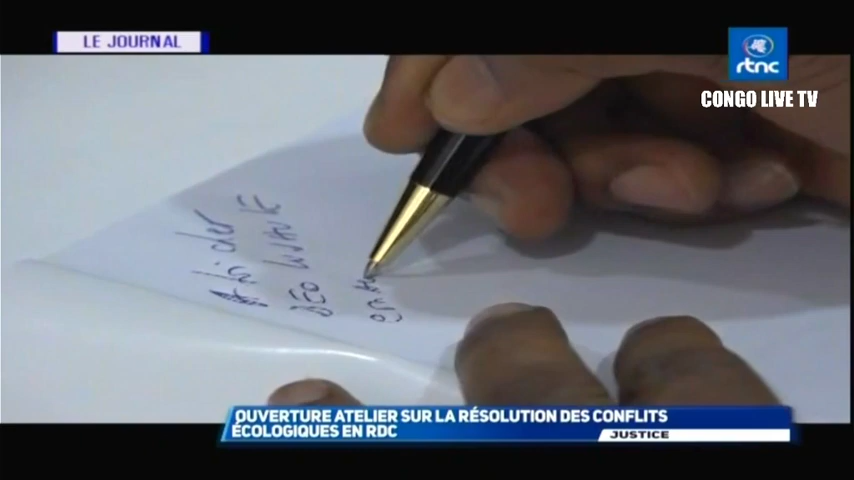 LE JOURNAL
rtnc
CONGO LIVE TV
OUVERTURE ATELIER SUR LA RÉSOLUTION DES CONFLITS
ÉCOLOGIQUES EN RDC
JUSTICE